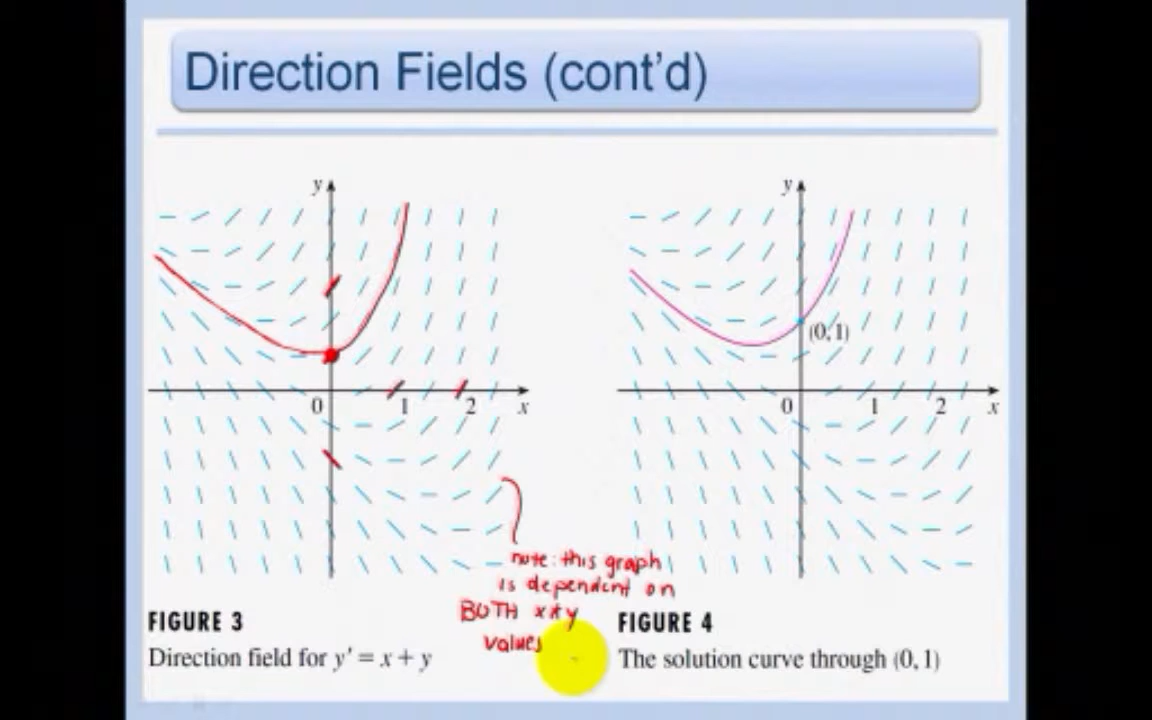 Direction Fields (cont'd)
y
0
1
2
x
y
(0, 1)
0
1
2
x
note: this graph
is dependent on
BOTH x+y
values
FIGURE 3
Direction field for y' = x + y
FIGURE 4
The solution curve through (0, 1)